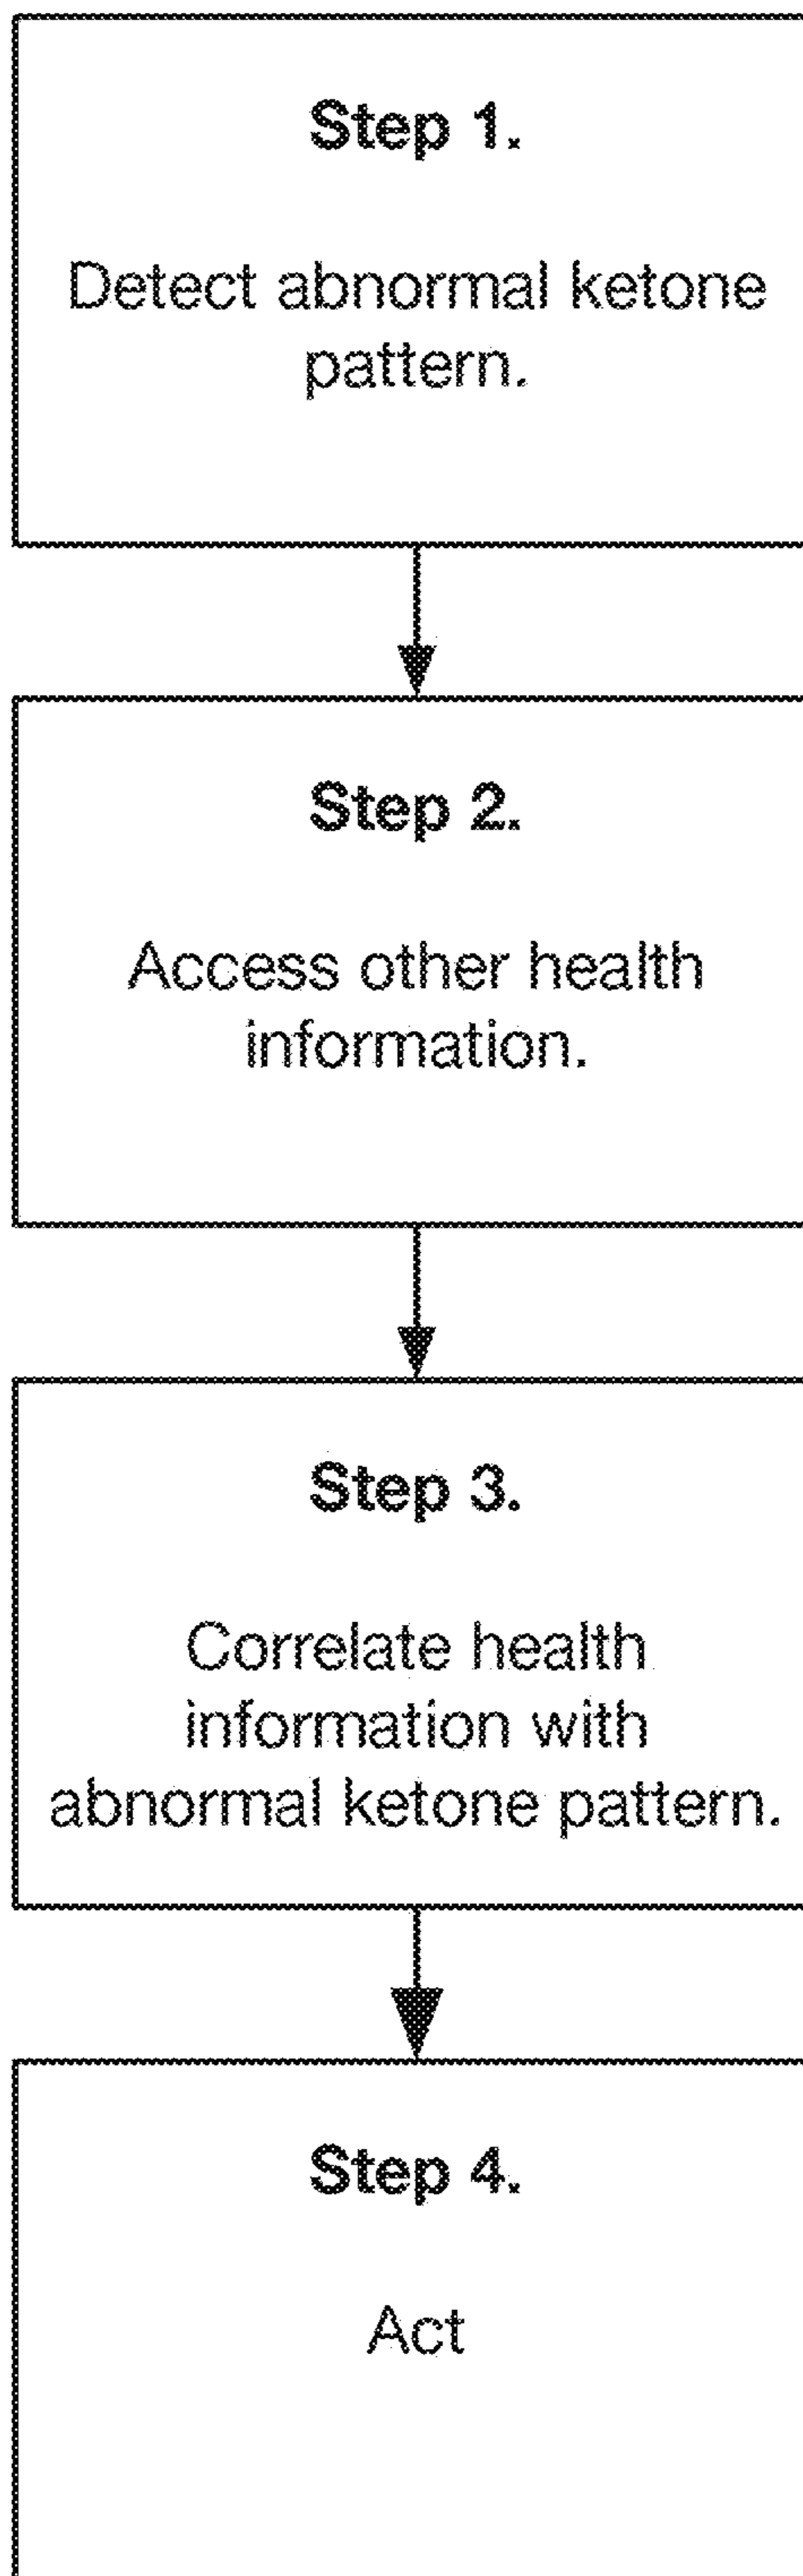 Step 1.
Detect abnormal ketone
pattern.
Step 2.
Access other health
information.
Step 3.
Correlate health
information with
abnormal ketone pattern.
Step 4.
Act